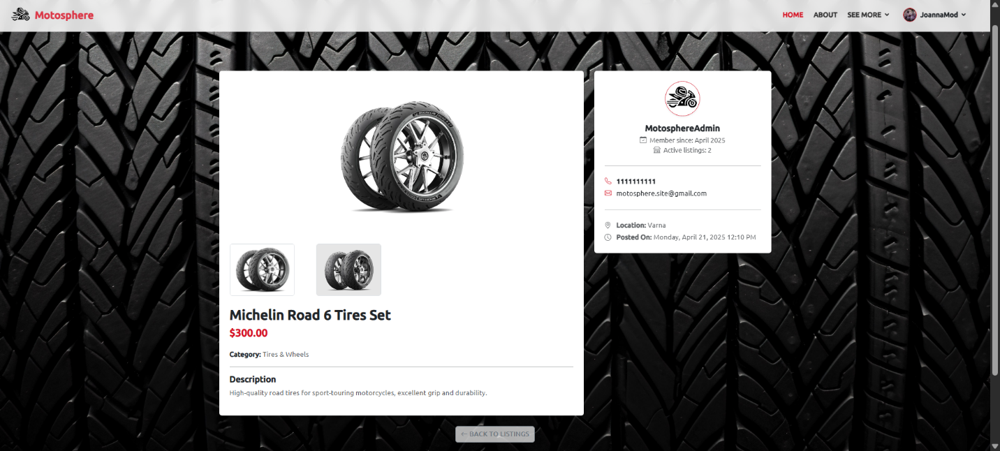 Motosphere
HOME ABOUT SEE MORE JoannaMod
MotosphereAdmin
Member since: April 2025
Active listings: 2
1111111111
motosphere.site@gmail.com
Location: Varna
Posted On: Monday, April 21, 2025 12:10 PM
Michelin Road 6 Tires Set
$300.00
Category: Tires & Wheels
Description
High-quality road tires for sport-touring motorcycles, excellent grip and durability.
← BACK TO LISTINGS